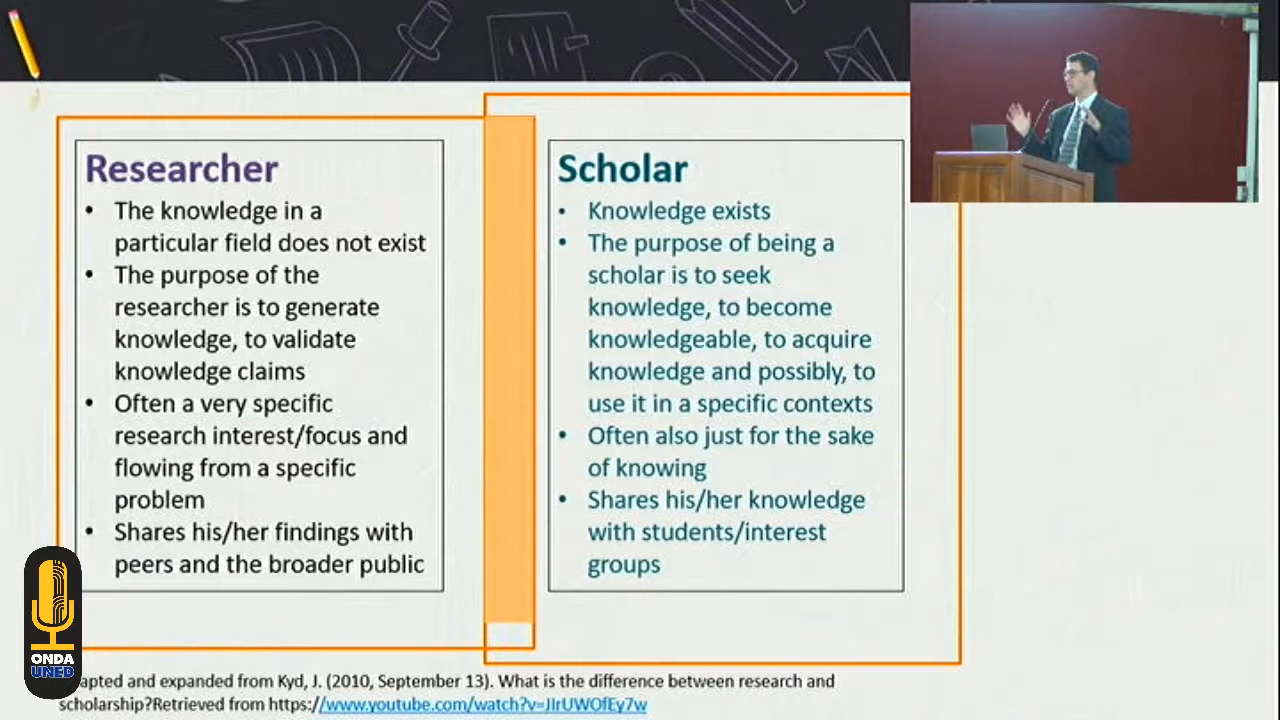 Researcher
• The knowledge in a
particular field does not exist
• The purpose of the
researcher is to generate
knowledge, to validate
knowledge claims
• Often a very specific
research interest/focus and
flowing from a specific
problem
• Shares his/her findings with
peers and the broader public
Scholar
• Knowledge exists
• The purpose of being a
scholar is to seek
knowledge, to become
knowledgeable, to acquire
knowledge and possibly, to
use it in a specific contexts
• Often also just for the sake
of knowing
• Shares his/her knowledge
with students/interest
groups
ONDA
UNED
apted and expanded from Kyd, J. (2010, September 13). What is the difference between research and
scholarship?Retrieved from https://www.youtube.com/watch?v=JIrUWOfEy7w